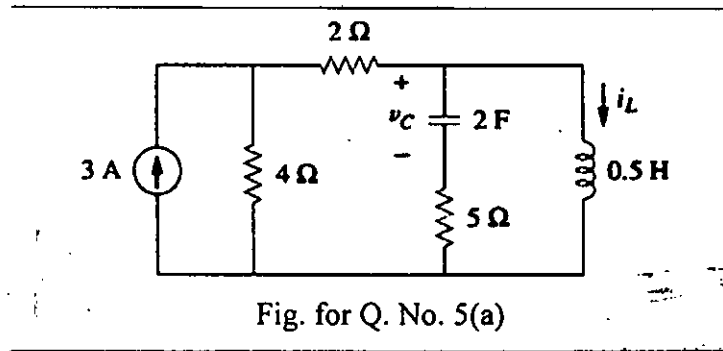 2 Ω
+
v_C
2 F
−
i_L
3 A
4 Ω
5 Ω
0.5 H
Fig. for Q. No. 5(a)